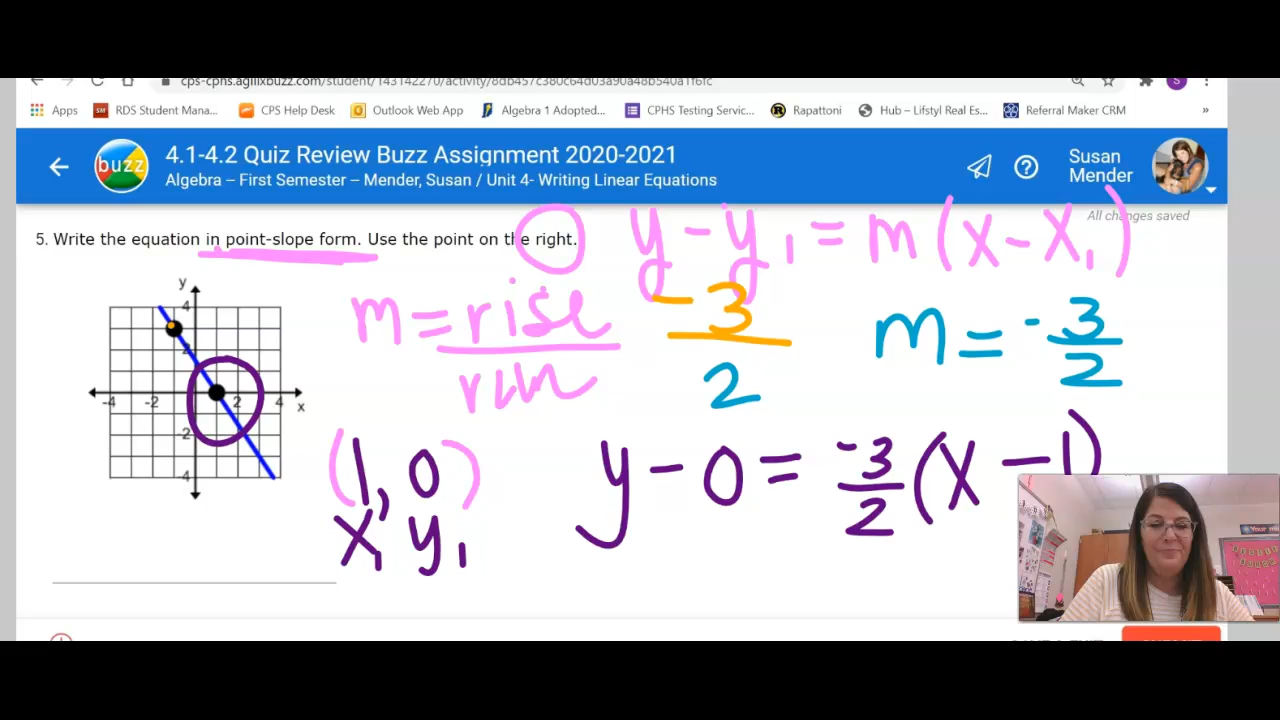 cps-cpns.agilixbuzz.com/student/143142270/activity/8db457c380c64d03a90a48b540a1f6fc
S
Apps RDS Student Mana... CPS Help Desk Outlook Web App Algebra 1 Adopted... CPHS Testing Servic... Rapattoni Hub – Lifstyl Real Es... Referral Maker CRM »
buzz
4.1-4.2 Quiz Review Buzz Assignment 2020-2021
Algebra – First Semester – Mender, Susan / Unit 4- Writing Linear Equations
Susan
Mender
All changes saved
5. Write the equation in point-slope form. Use the point on the right.
y - y1 = m(x - x1)
m = rise
run
-3
2
m = -3/2
y
4
2
-4 -2 2 4 x
-2
-4
(1, 0)
x1 y1
y - 0 = -3/2 (x - 1)